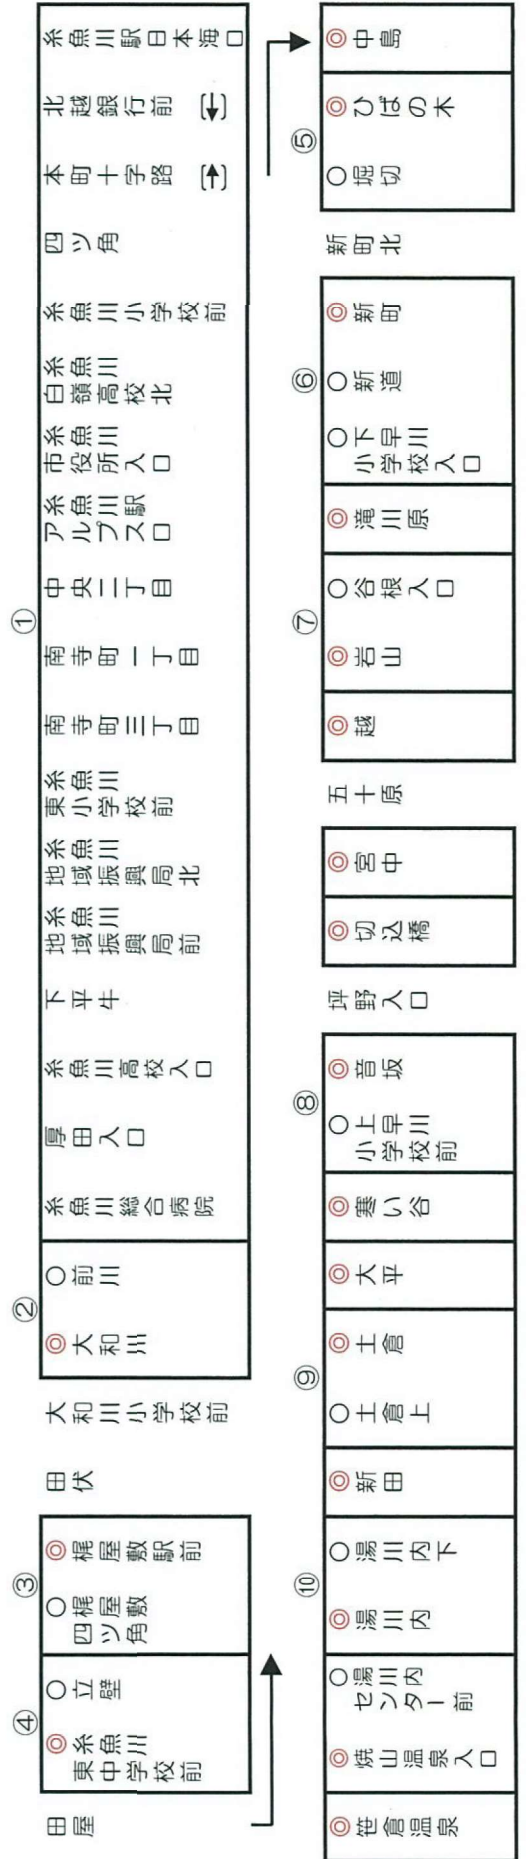 ①
糸魚川駅日本海口
北越銀行前 [←]
本町十字路 [→]
四ツ角
糸魚川小学校前
糸魚川
白嶺高校北
糸魚川
市役所入口
糸魚川駅
アルプス口
中央二丁目
南寺町一丁目
南寺町三丁目
糸魚川
東小学校前
糸魚川
地域振興局北
糸魚川
地域振興局前
下平牛
糸魚川高校入口
厚田入口
糸魚川総合病院
②
○前川
◎大和川
大和川小学校前
田伏
③
◎梶屋敷駅前
○梶屋敷
四ツ角
④
○立壁
◎糸魚川
東中学校前
田屋
◎中島
⑤
◎ひばの木
○堀切
新町北
⑥
◎新町
○新道
○下早川
小学校入口
◎滝川原
⑦
○谷根入口
◎岩山
◎越
五十原
◎宮中
◎切込橋
坪野入口
⑧
◎音坂
○上早川
小学校前
◎寒い谷
◎大平
⑨
◎土倉
○土倉上
◎新田
⑩
○湯川内下
◎湯川内
○湯川内
センター前
◎焼山温泉入口
◎笹倉温泉